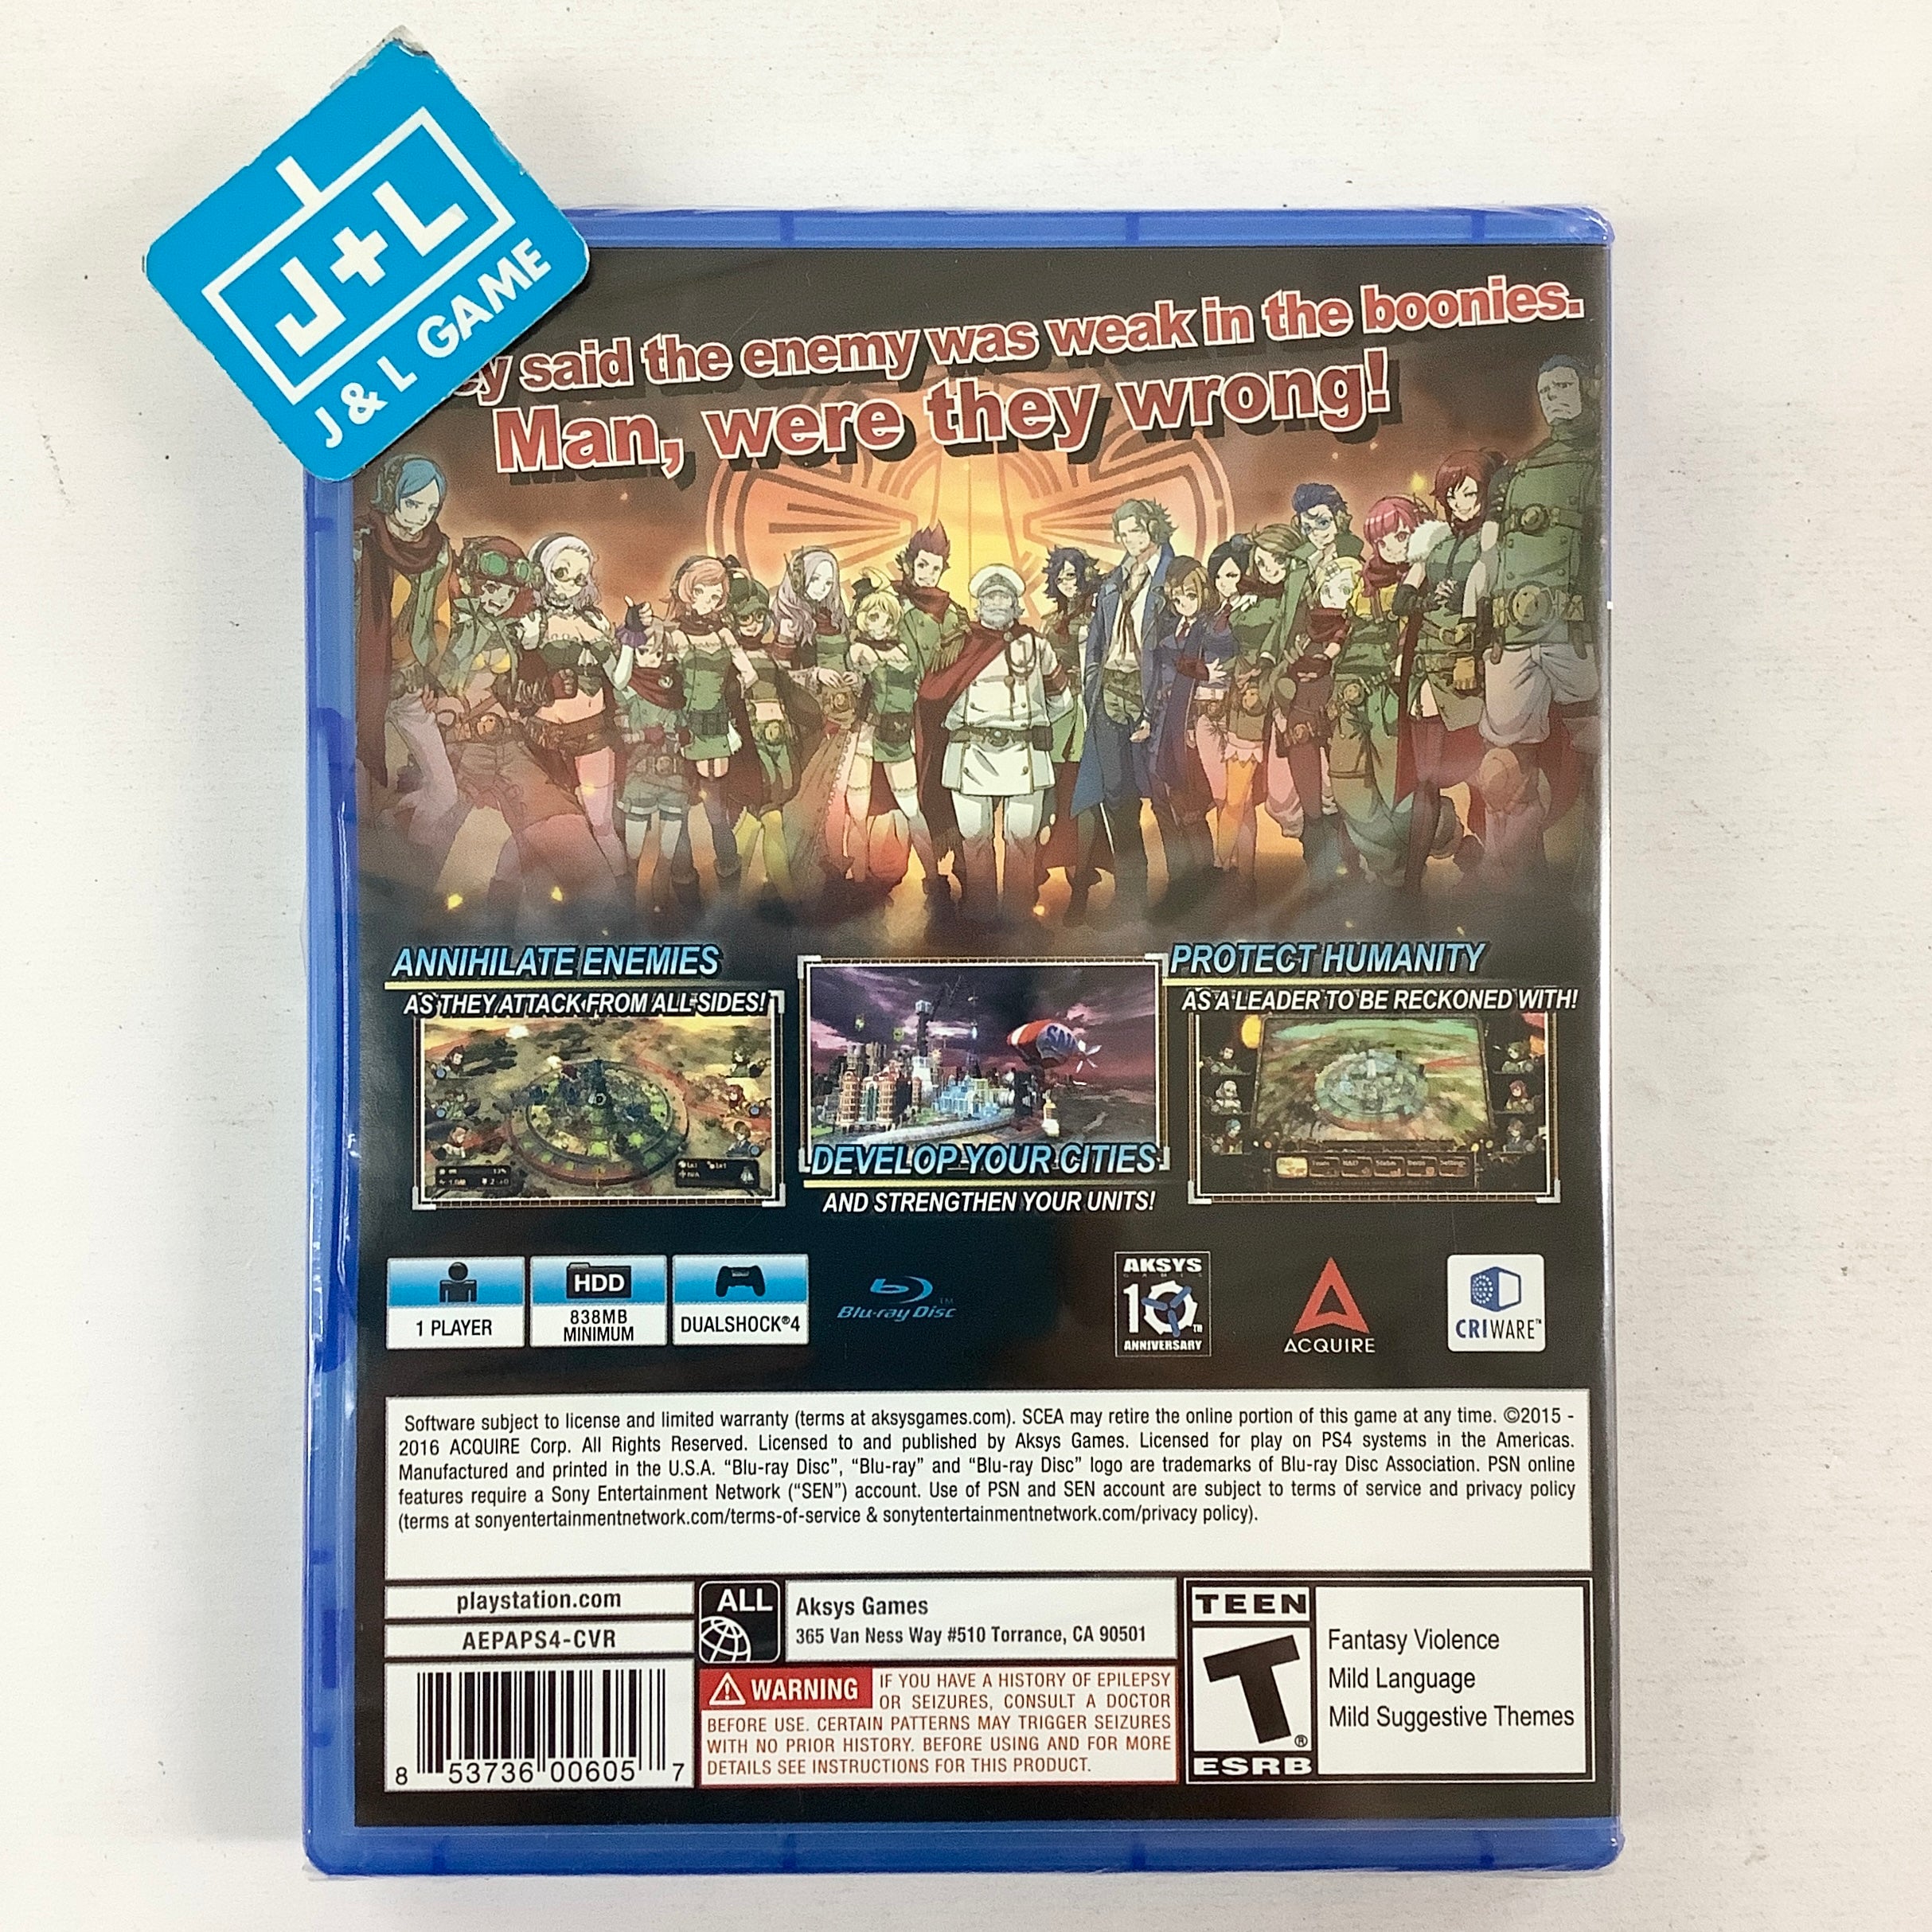 J+L
J & L GAME
said the enemy was weak in the boonies.
Man, were they wrong!
ANNIHILATE ENEMIES
AS THEY ATTACK FROM ALL SIDES!
PROTECT HUMANITY
AS A LEADER TO BE RECKONED WITH!
DEVELOP YOUR CITIES
AND STRENGTHEN YOUR UNITS!
1 PLAYER
HDD
838MB
MINIMUM
DUALSHOCK®4
Blu-ray Disc™
AKSYS
GAMES
10TH
ANNIVERSARY
ACQUIRE
CRIWARE™
Software subject to license and limited warranty (terms at aksysgames.com). SCEA may retire the online portion of this game at any time. ©2015 -
2016 ACQUIRE Corp. All Rights Reserved. Licensed to and published by Aksys Games. Licensed for play on PS4 systems in the Americas.
Manufactured and printed in the U.S.A. “Blu-ray Disc”, “Blu-ray” and “Blu-ray Disc” logo are trademarks of Blu-ray Disc Association. PSN online
features require a Sony Entertainment Network (“SEN”) account. Use of PSN and SEN account are subject to terms of service and privacy policy
(terms at sonyentertainmentnetwork.com/terms-of-service & sonytentertainmentnetwork.com/privacy policy).
playstation.com
AEPAPS4-CVR
8 53736 00605 7
ALL
Aksys Games
365 Van Ness Way #510 Torrance, CA 90501
WARNING IF YOU HAVE A HISTORY OF EPILEPSY
OR SEIZURES, CONSULT A DOCTOR
BEFORE USE. CERTAIN PATTERNS MAY TRIGGER SEIZURES
WITH NO PRIOR HISTORY. BEFORE USING AND FOR MORE
DETAILS SEE INSTRUCTIONS FOR THIS PRODUCT.
TEEN
T®
ESRB
Fantasy Violence
Mild Language
Mild Suggestive Themes